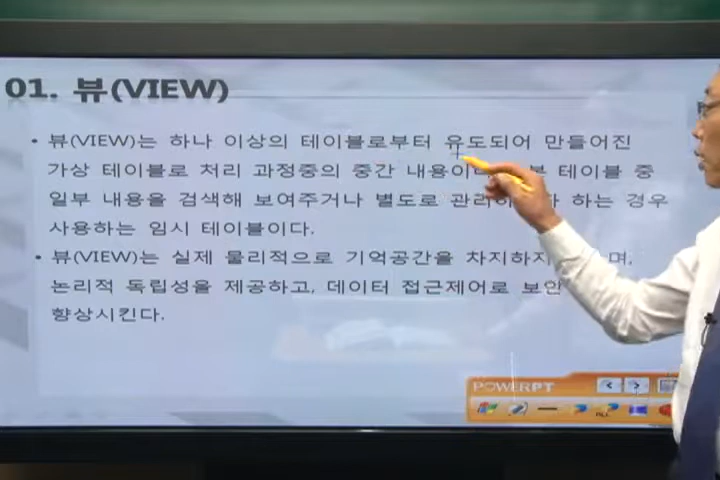 01. 뷰(VIEW)
• 뷰(VIEW)는 하나 이상의 테이블로부터 유도되어 만들어진
가상 테이블로 처리 과정중의 중간 내용이 테이블 중
일부 내용을 검색해 보여주거나 별도로 하는 경우
사용하는 임시 테이블이다.
• 뷰(VIEW)는 실제 물리적으로 기억공간을 며,
논리적 독립성을 제공하고, 데이터 접근제어로 보안
향상시킨다.
POWERPT